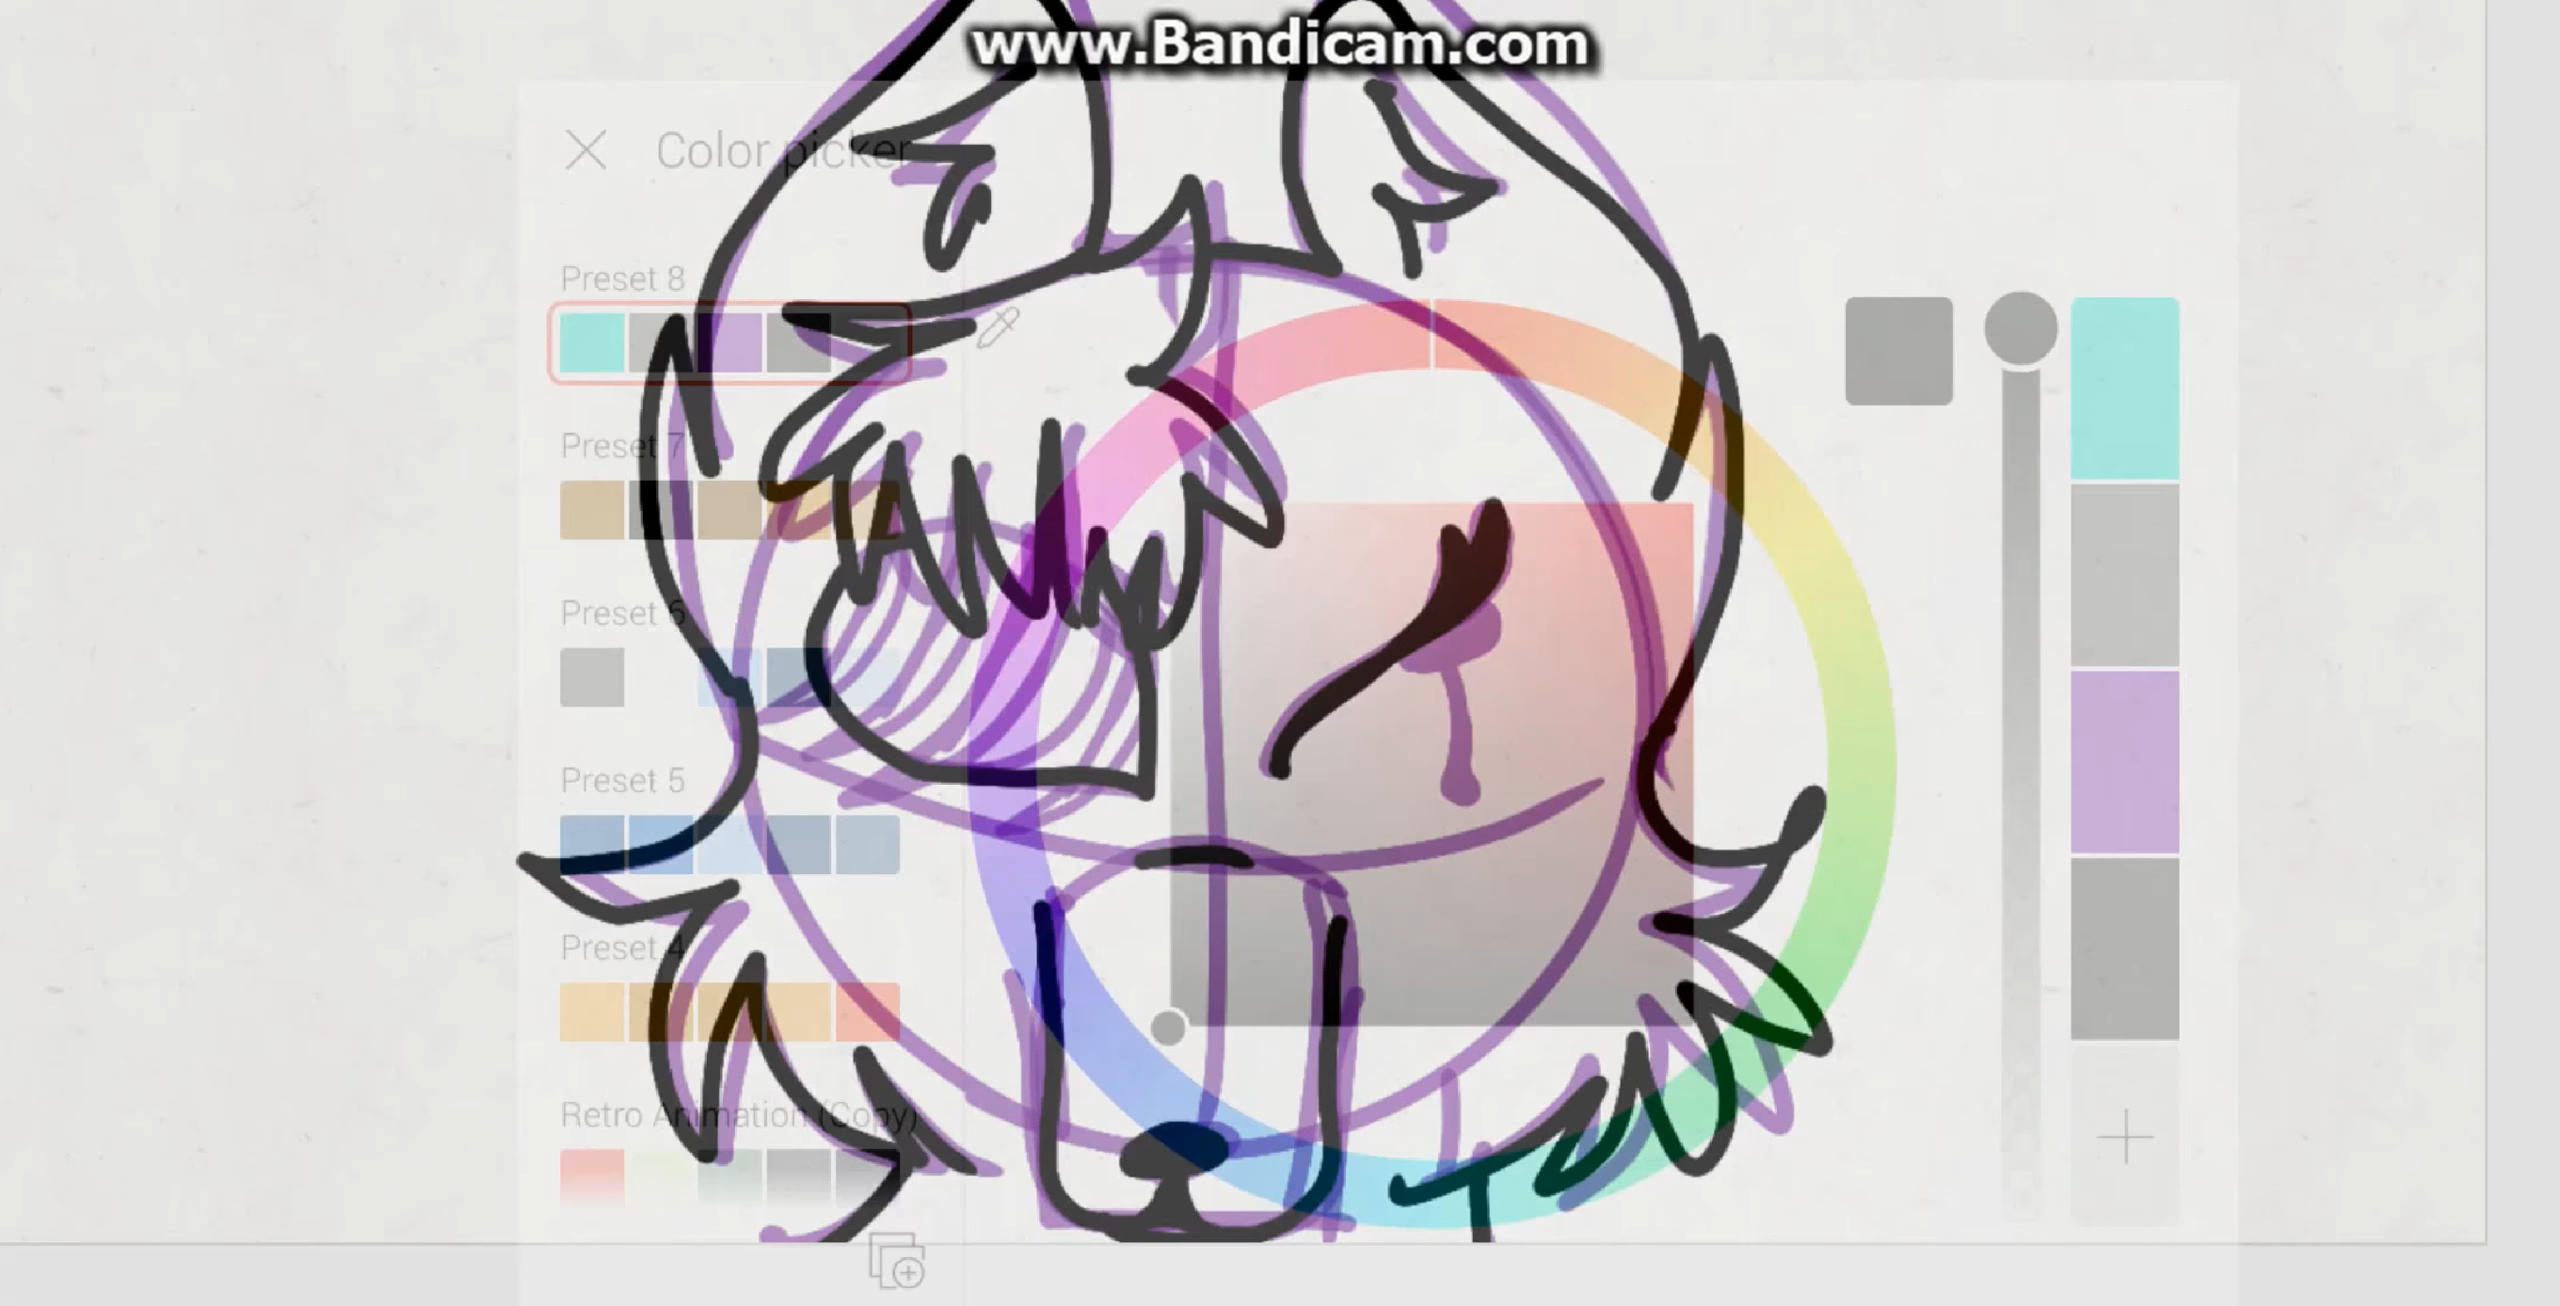 www.Bandicam.com
Color picker
Preset 8
Preset 7
Preset 6
Preset 5
Preset 4
Retro Animation (Copy)